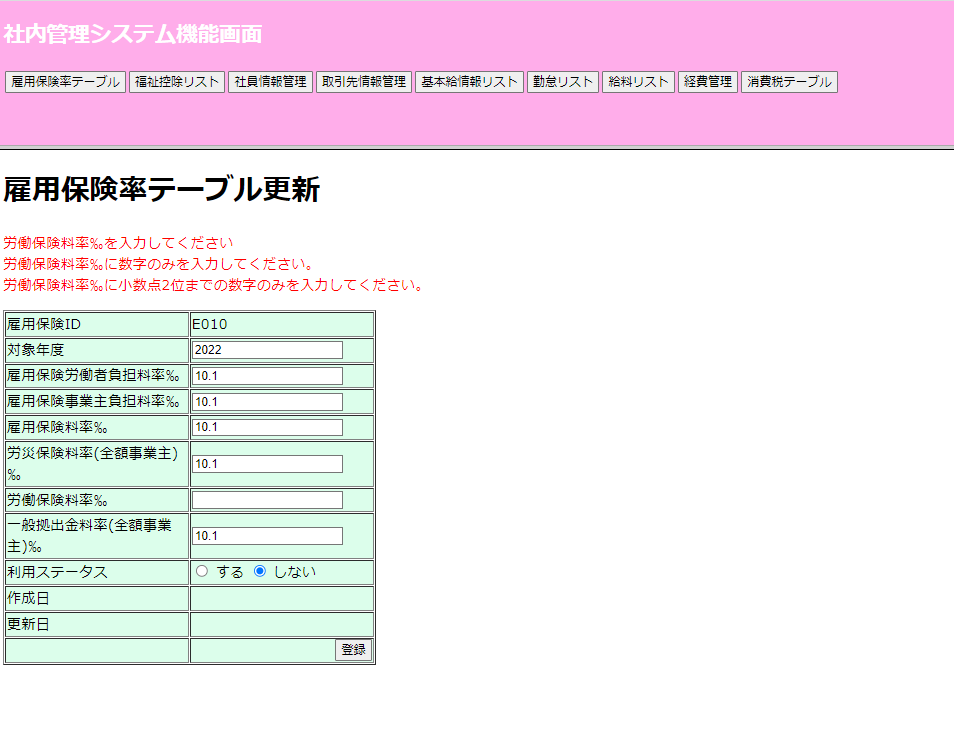 社内管理システム機能画面
雇用保険率テーブル 福祉控除リスト 社員情報管理 取引先情報管理 基本給情報リスト 勤怠リスト 給料リスト 経費管理 消費税テーブル
雇用保険率テーブル更新
労働保険料率‰を入力してください
労働保険料率‰に数字のみを入力してください。
労働保険料率‰に小数点2位までの数字のみを入力してください。
雇用保険ID E010
対象年度 2022
雇用保険労働者負担料率‰ 10.1
雇用保険事業主負担料率‰ 10.1
雇用保険料率‰ 10.1
労災保険料率(全額事業主)
‰ 10.1
労働保険料率‰
一般拠出金料率(全額事業
主)‰ 10.1
利用ステータス する しない
作成日
更新日
登録